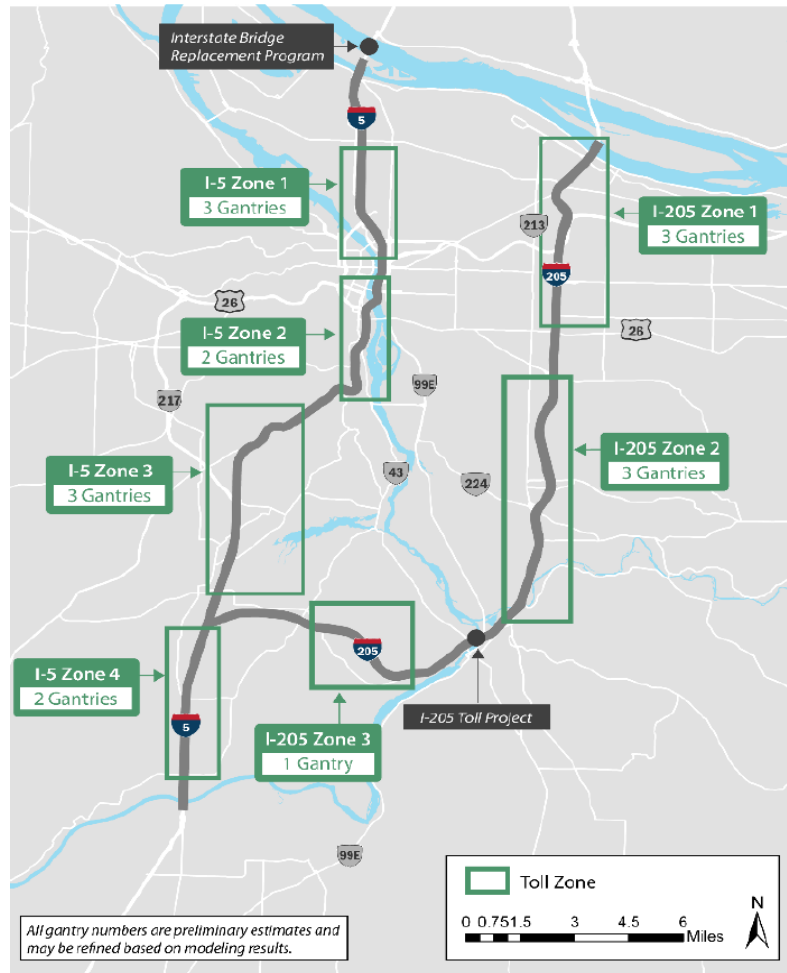 Interstate Bridge
Replacement Program
5
I-5 Zone 1
3 Gantries
213
I-205 Zone 1
3 Gantries
205
26
26
I-5 Zone 2
2 Gantries
99E
217
I-205 Zone 2
3 Gantries
I-5 Zone 3
3 Gantries
43
224
205
I-5 Zone 4
2 Gantries
5
I-205 Toll Project
I-205 Zone 3
1 Gantry
99E
Toll Zone
0 0.751.5 3 4.5 6
Miles
N
All gantry numbers are preliminary estimates and
may be refined based on modeling results.